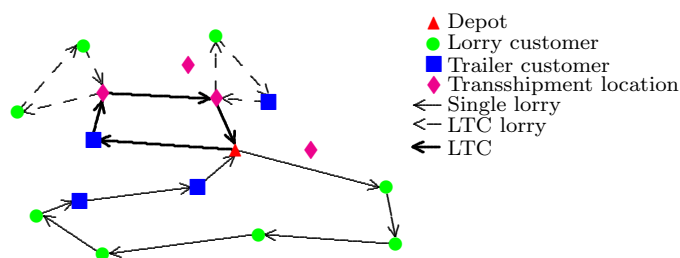 Depot
Lorry customer
Trailer customer
Transshipment location
Single lorry
LTC lorry
LTC